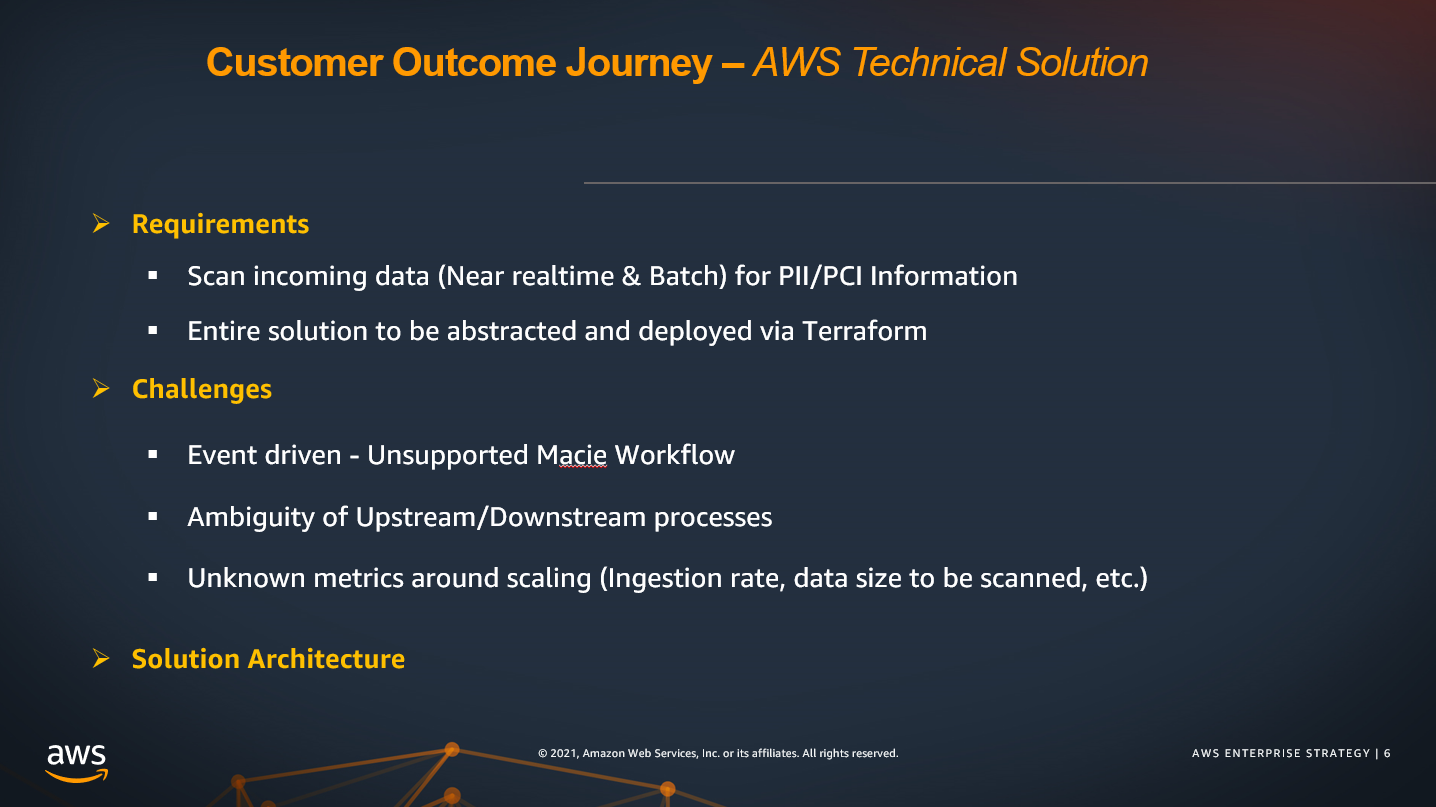 Customer Outcome Journey – AWS Technical Solution
Requirements
Scan incoming data (Near realtime & Batch) for PII/PCI Information
Entire solution to be abstracted and deployed via Terraform
Challenges
Event driven - Unsupported Macie Workflow
Ambiguity of Upstream/Downstream processes
Unknown metrics around scaling (Ingestion rate, data size to be scanned, etc.)
Solution Architecture
aws
© 2021, Amazon Web Services, Inc. or its affiliates. All rights reserved.
AWS ENTERPRISE STRATEGY | 6